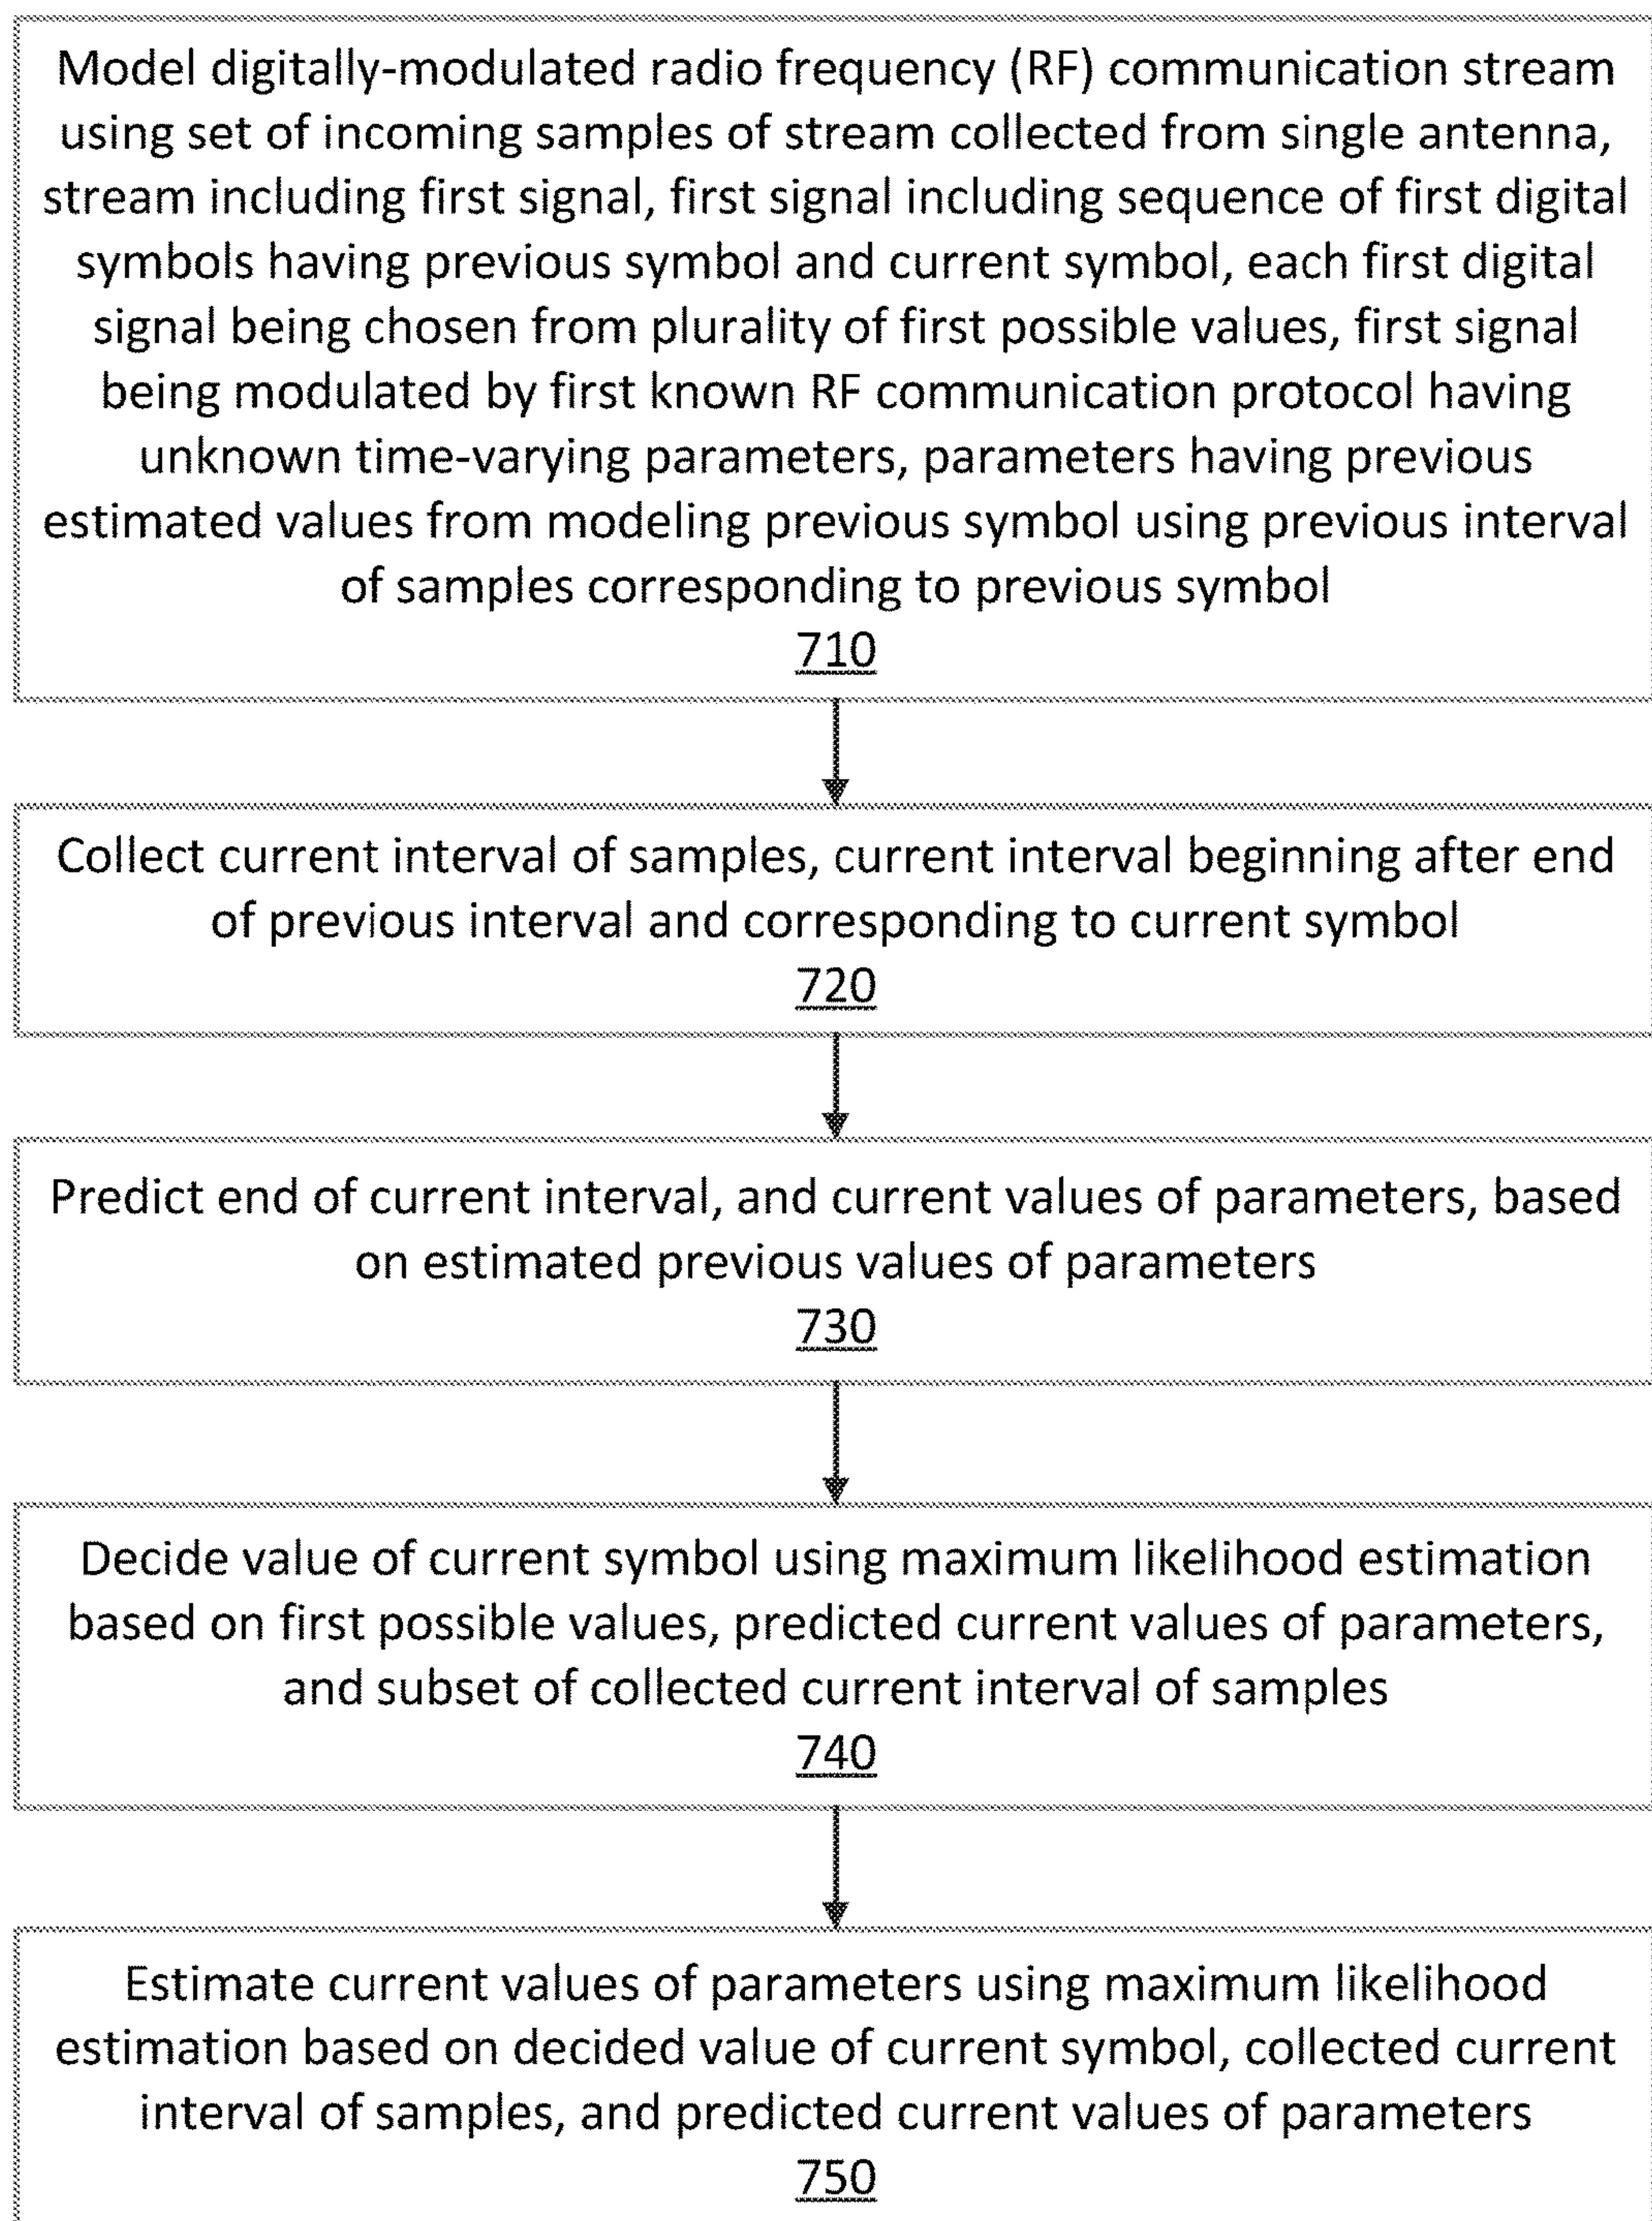 Model digitally-modulated radio frequency (RF) communication stream
using set of incoming samples of stream collected from single antenna,
stream including first signal, first signal including sequence of first digital
symbols having previous symbol and current symbol, each first digital
signal being chosen from plurality of first possible values, first signal
being modulated by first known RF communication protocol having
unknown time-varying parameters, parameters having previous
estimated values from modeling previous symbol using previous interval
of samples corresponding to previous symbol
710
Collect current interval of samples, current interval beginning after end
of previous interval and corresponding to current symbol
720
Predict end of current interval, and current values of parameters, based
on estimated previous values of parameters
730
Decide value of current symbol using maximum likelihood estimation
based on first possible values, predicted current values of parameters,
and subset of collected current interval of samples
740
Estimate current values of parameters using maximum likelihood
estimation based on decided value of current symbol, collected current
interval of samples, and predicted current values of parameters
750